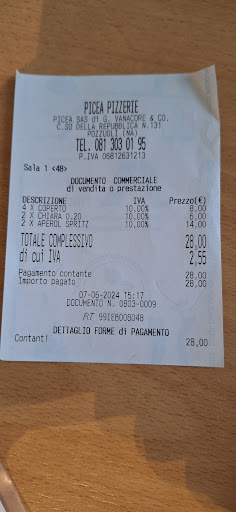 PICEA PIZZERIE
PICEA SAS di G. VANACORE & CO.
C.SO DELLA REPUBBLICA N.131
POZZUOLI (NA)
TEL. 081 303 01 95
P.IVA 06812631213
Sala 1 <48>
DOCUMENTO COMMERCIALE
di vendita o prestazione
DESCRIZIONE IVA Prezzo(€)
4 X COPERTO 10.00% 8,00
2 X CHIARA 0.20 10.00% 6,00
2 X APEROL SPRITZ 10.00% 14,00
TOTALE COMPLESSIVO 28,00
di cui IVA 2,55
Pagamento contante 28,00
Importo pagato 28,00
07-06-2024 15:17
DOCUMENTO N. 0803-0009
RT 99IEB008048
DETTAGLIO FORME di PAGAMENTO
Contanti 28,00